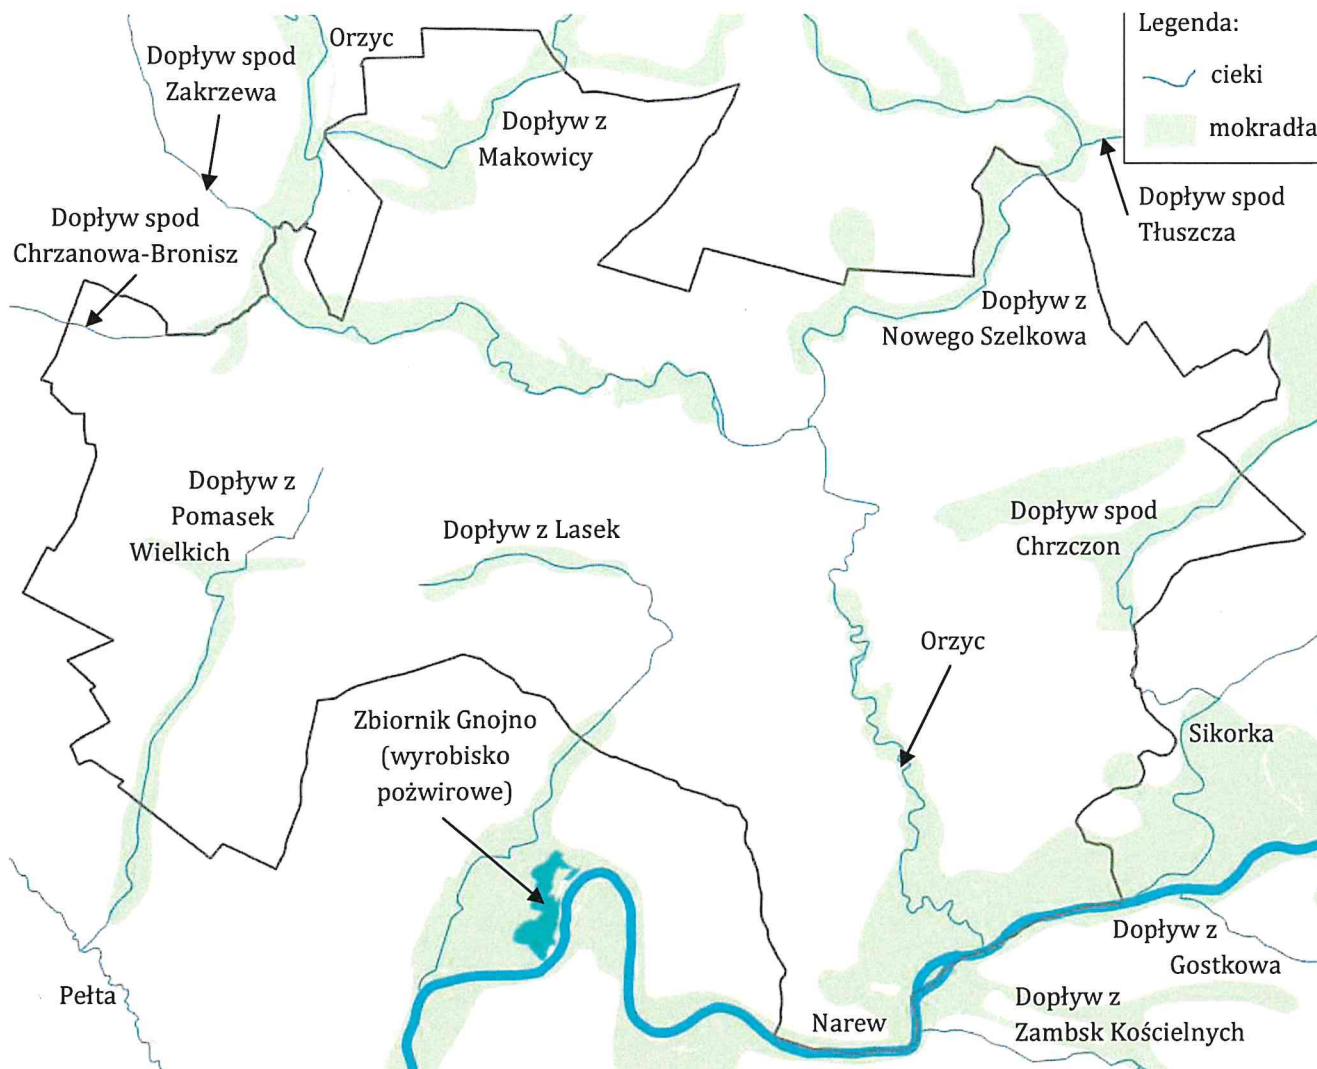 Orzyc
Legenda:
cieki
mokradła
Dopływ spod
Zakrzewa
Dopływ z
Makowicy
Dopływ spod
Chrzanowa-Bronisz
Dopływ spod
Tłuszcza
Dopływ z
Nowego Szelkowa
Dopływ z
Pomasek
Wielkich
Dopływ z Lasek
Dopływ spod
Chrzczon
Orzyc
Zbiornik Gnojno
(wyrobisko
pożwirowe)
Sikorka
Dopływ z
Gostkowa
Pełta
Narew
Dopływ z
Zambsk Kościelnych